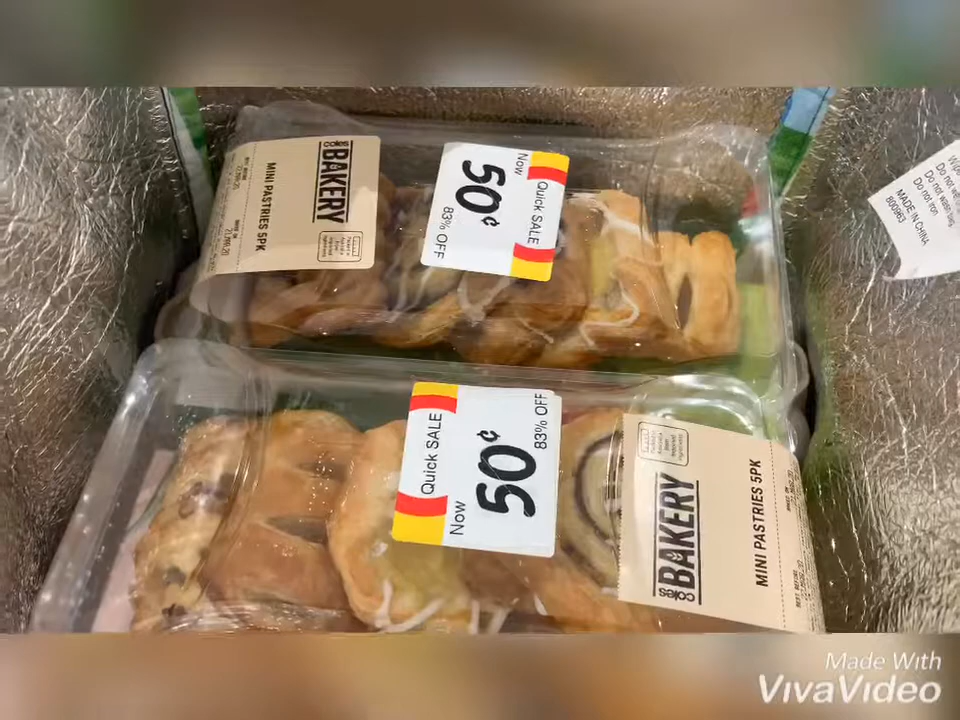 coles
BAKERY
MINI PASTRIES 5PK
Now
50¢
83% OFF
Quick SALE
Do not iron
MADE IN CHINA
800963
Quick SALE
Now
50¢
83% OFF
coles
BAKERY
MINI PASTRIES 5PK
Made With
VivaVideo